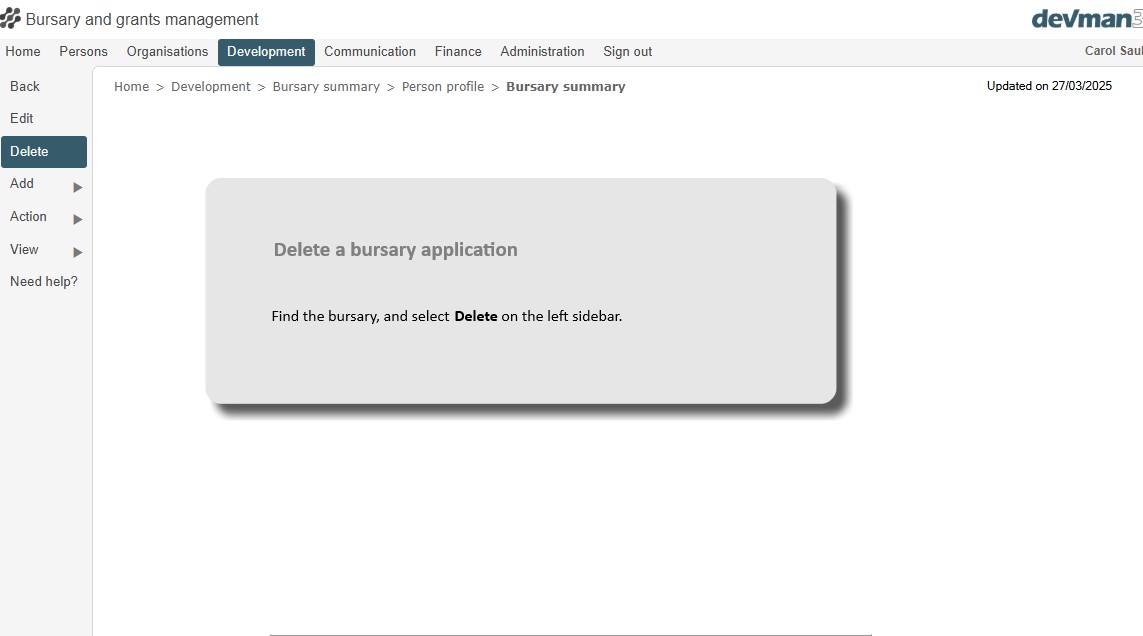 Bursary and grants management
devman3
Home Persons Organisations Development Communication Finance Administration Sign out Carol Saul
Back
Home > Development > Bursary summary > Person profile > Bursary summary
Updated on 27/03/2025
Edit
Delete
Add
Action
View
Need help?
Delete a bursary application
Find the bursary, and select Delete on the left sidebar.